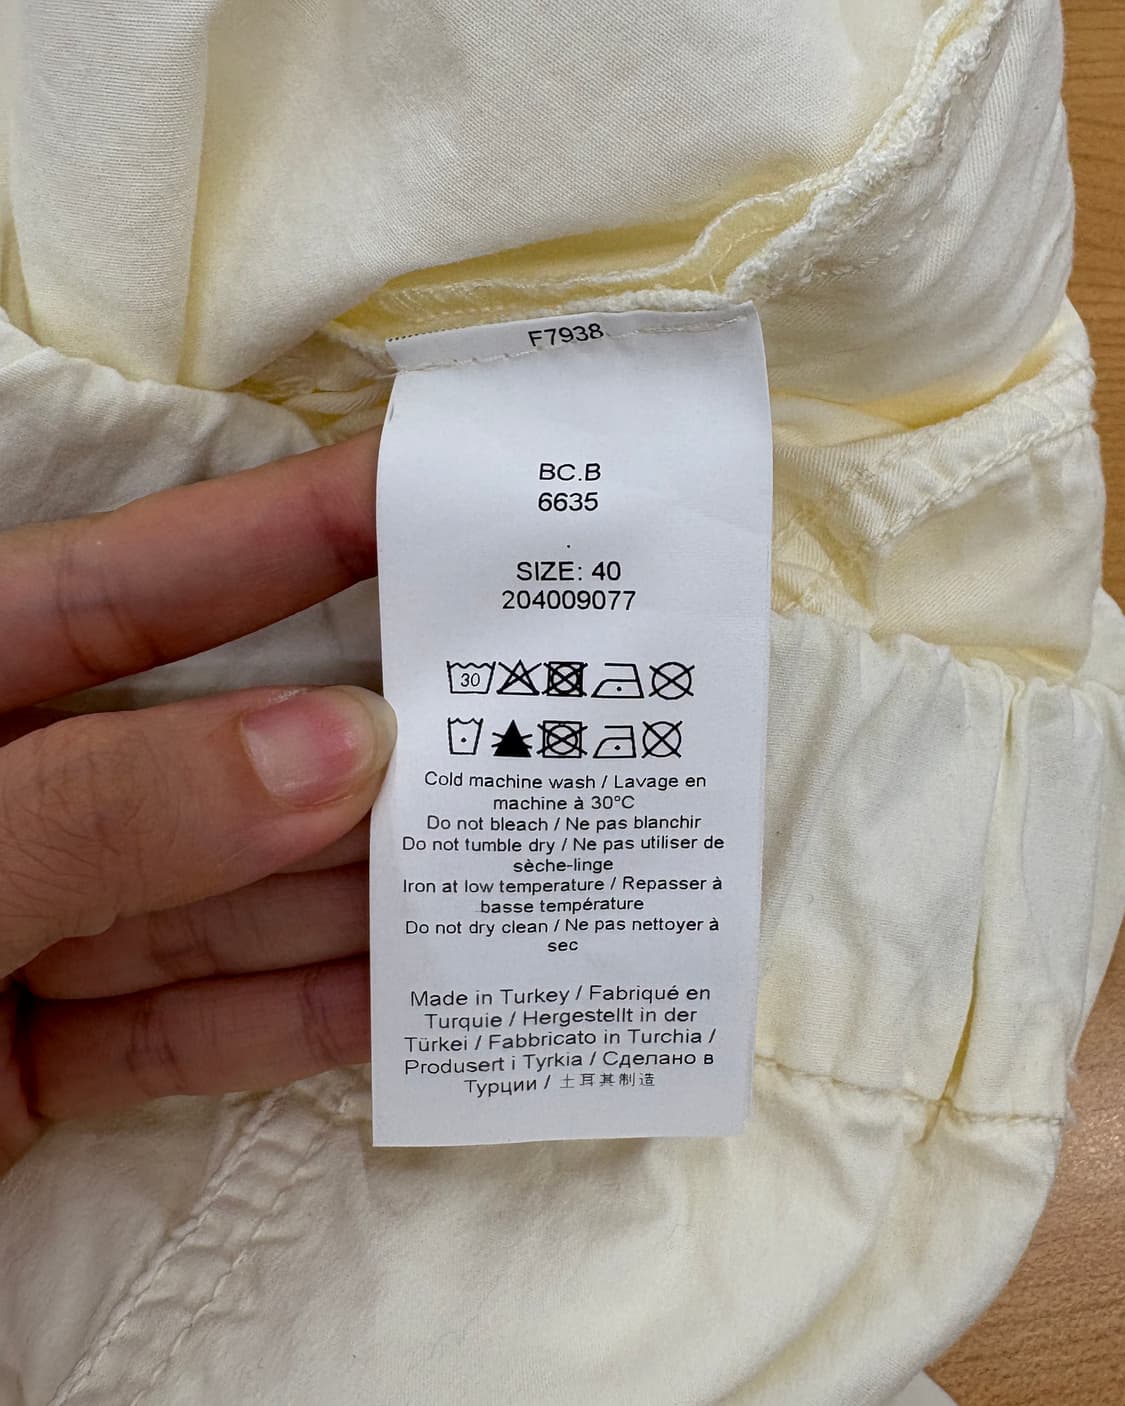 F7938
BC.B
6635
SIZE: 40
204009077
30
Cold machine wash / Lavage en
machine à 30°C
Do not bleach / Ne pas blanchir
Do not tumble dry / Ne pas utiliser de
sèche-linge
Iron at low temperature / Repasser à
basse température
Do not dry clean / Ne pas nettoyer à
sec
Made in Turkey / Fabriqué en
Turquie / Hergestellt in der
Türkei / Fabbricato in Turchia /
Produsert i Tyrkia / Сделано в
Турции / 土耳其制造